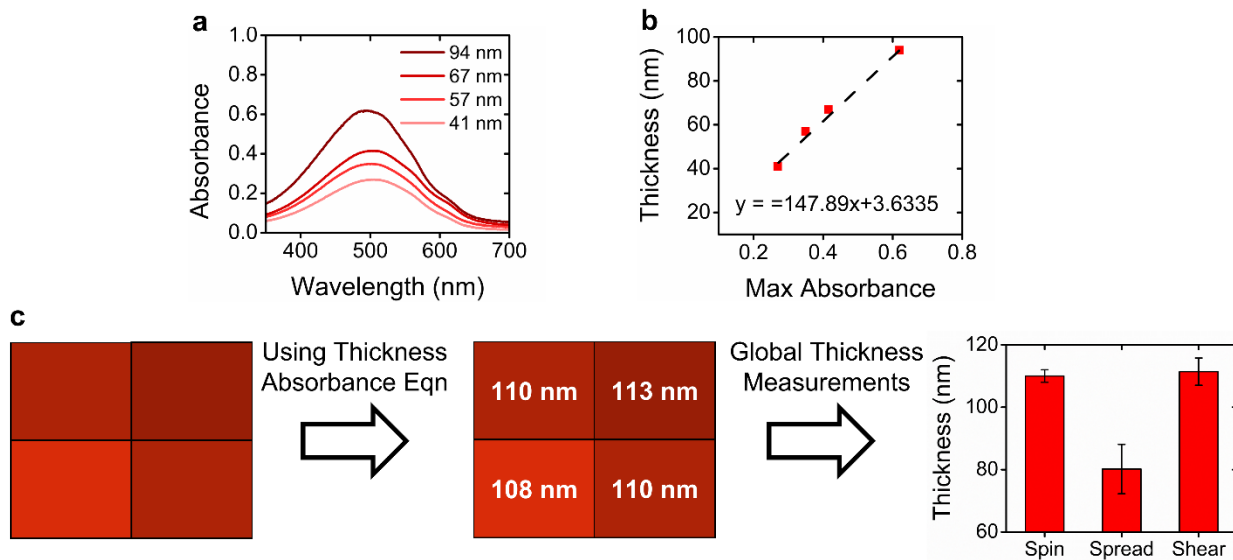 a
Absorbance
1.0
0.8
0.6
0.4
0.2
0.0
94 nm
67 nm
57 nm
41 nm
400
500
600
700
Wavelength (nm)
b
Thickness (nm)
100
80
60
40
20
y = =147.89x+3.6335
0.2
0.4
0.6
0.8
Max Absorbance
c
Using Thickness
Absorbance Eqn
110 nm
113 nm
108 nm
110 nm
Global Thickness
Measurements
Thickness (nm)
120
100
80
60
Spin
Spread
Shear